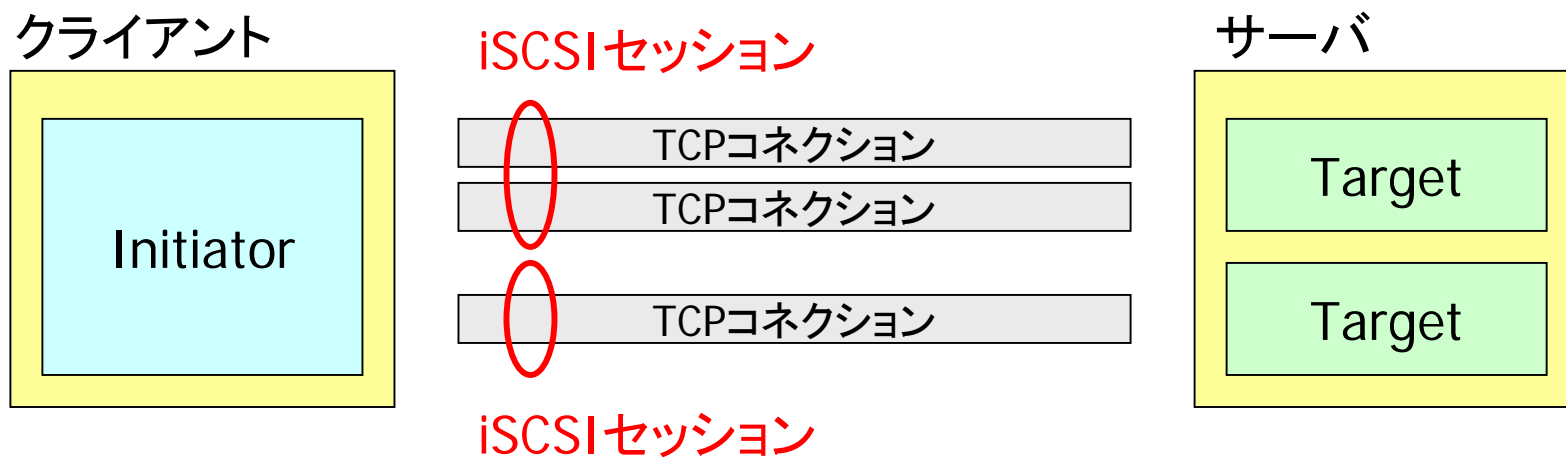 クライアント
iSCSIセッション
サーバ
TCPコネクション
TCPコネクション
Target
Initiator
TCPコネクション
Target
iSCSIセッション